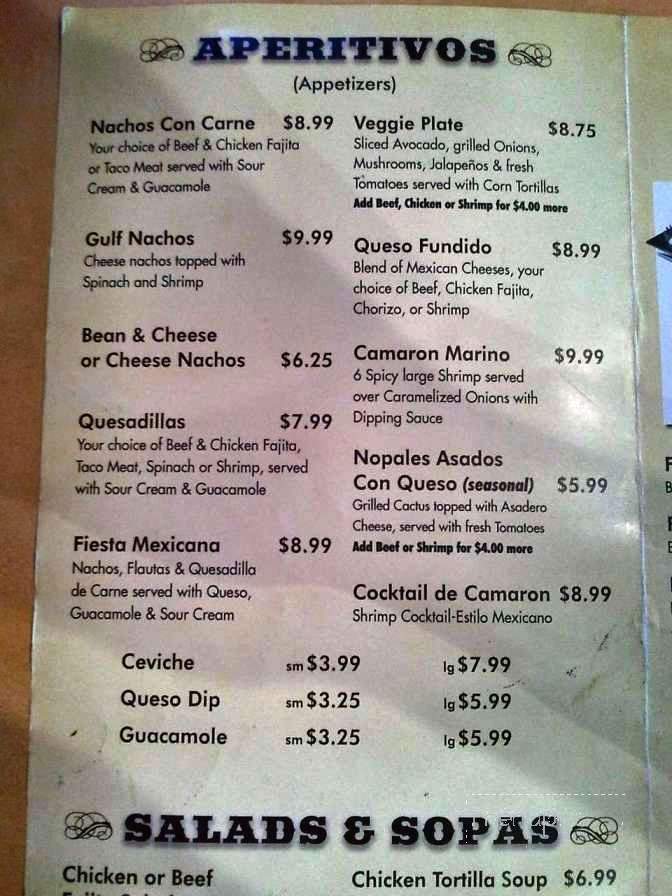 APERITIVOS
(Appetizers)
Nachos Con Carne $8.99
Your choice of Beef & Chicken Fajita
or Taco Meat served with Sour
Cream & Guacamole
Gulf Nachos $9.99
Cheese nachos topped with
Spinach and Shrimp
Bean & Cheese
or Cheese Nachos $6.25
Quesadillas $7.99
Your choice of Beef & Chicken Fajita,
Taco Meat, Spinach or Shrimp, served
with Sour Cream & Guacamole
Fiesta Mexicana $8.99
Nachos, Flautas & Quesadilla
de Carne served with Queso,
Guacamole & Sour Cream
Veggie Plate $8.75
Sliced Avocado, grilled Onions,
Mushrooms, Jalapeños & fresh
Tomatoes served with Corn Tortillas
Add Beef, Chicken or Shrimp for $4.00 more
Queso Fundido $8.99
Blend of Mexican Cheeses, your
choice of Beef, Chicken Fajita,
Chorizo, or Shrimp
Camaron Marino $9.99
6 Spicy large Shrimp served
over Caramelized Onions with
Dipping Sauce
Nopales Asados
Con Queso (seasonal) $5.99
Grilled Cactus topped with Asadero
Cheese, served with fresh Tomatoes
Add Beef or Shrimp for $4.00 more
Cocktail de Camaron $8.99
Shrimp Cocktail-Estilo Mexicano
Ceviche sm $3.99 lg $7.99
Queso Dip sm $3.25 lg $5.99
Guacamole sm $3.25 lg $5.99
SALADS & SOPAS
Chicken or Beef
Chicken Tortilla Soup $6.99